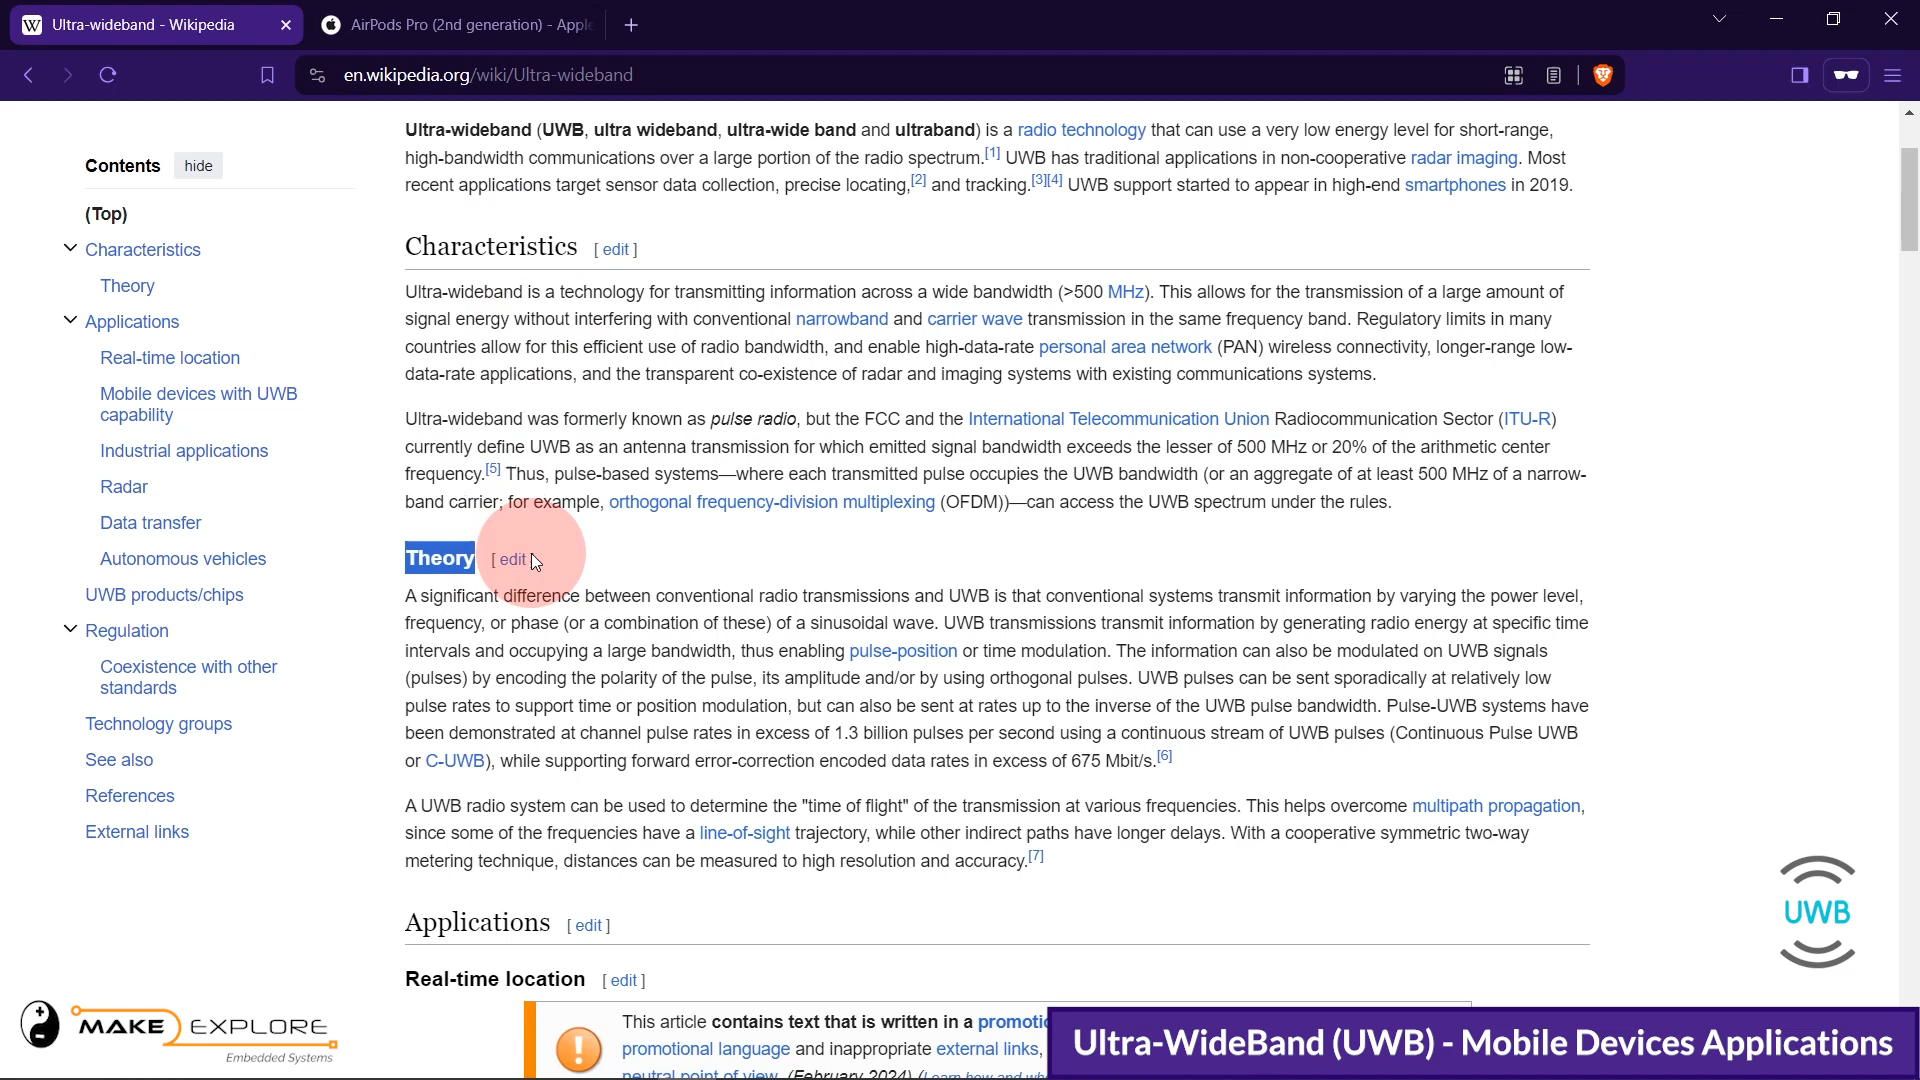 Ultra-wideband - Wikipedia
AirPods Pro (2nd generation) - Apple
en.wikipedia.org/wiki/Ultra-wideband
Contents hide
(Top)
Characteristics
Theory
Applications
Real-time location
Mobile devices with UWB
capability
Industrial applications
Radar
Data transfer
Autonomous vehicles
UWB products/chips
Regulation
Coexistence with other
standards
Technology groups
See also
References
External links
Ultra-wideband (UWB, ultra wideband, ultra-wide band and ultraband) is a radio technology that can use a very low energy level for short-range,
high-bandwidth communications over a large portion of the radio spectrum.[1] UWB has traditional applications in non-cooperative radar imaging. Most
recent applications target sensor data collection, precise locating,[2] and tracking.[3][4] UWB support started to appear in high-end smartphones in 2019.
Characteristics [ edit ]
Ultra-wideband is a technology for transmitting information across a wide bandwidth (>500 MHz). This allows for the transmission of a large amount of
signal energy without interfering with conventional narrowband and carrier wave transmission in the same frequency band. Regulatory limits in many
countries allow for this efficient use of radio bandwidth, and enable high-data-rate personal area network (PAN) wireless connectivity, longer-range low-
data-rate applications, and the transparent co-existence of radar and imaging systems with existing communications systems.
Ultra-wideband was formerly known as pulse radio, but the FCC and the International Telecommunication Union Radiocommunication Sector (ITU-R)
currently define UWB as an antenna transmission for which emitted signal bandwidth exceeds the lesser of 500 MHz or 20% of the arithmetic center
frequency.[5] Thus, pulse-based systems—where each transmitted pulse occupies the UWB bandwidth (or an aggregate of at least 500 MHz of a narrow-
band carrier; for example, orthogonal frequency-division multiplexing (OFDM))—can access the UWB spectrum under the rules.
Theory [ edit
A significant difference between conventional radio transmissions and UWB is that conventional systems transmit information by varying the power level,
frequency, or phase (or a combination of these) of a sinusoidal wave. UWB transmissions transmit information by generating radio energy at specific time
intervals and occupying a large bandwidth, thus enabling pulse-position or time modulation. The information can also be modulated on UWB signals
(pulses) by encoding the polarity of the pulse, its amplitude and/or by using orthogonal pulses. UWB pulses can be sent sporadically at relatively low
pulse rates to support time or position modulation, but can also be sent at rates up to the inverse of the UWB pulse bandwidth. Pulse-UWB systems have
been demonstrated at channel pulse rates in excess of 1.3 billion pulses per second using a continuous stream of UWB pulses (Continuous Pulse UWB
or C-UWB), while supporting forward error-correction encoded data rates in excess of 675 Mbit/s.[6]
A UWB radio system can be used to determine the "time of flight" of the transmission at various frequencies. This helps overcome multipath propagation,
since some of the frequencies have a line-of-sight trajectory, while other indirect paths have longer delays. With a cooperative symmetric two-way
metering technique, distances can be measured to high resolution and accuracy.[7]
Applications [ edit ]
Real-time location [ edit ]
This article contains text that is written in a
promotional language and inappropriate external links,
neutral point of view. (February 2024) (Learn how and
UWB
MAKE EXPLORE
Embedded Systems
Ultra-WideBand (UWB) - Mobile Devices Applications